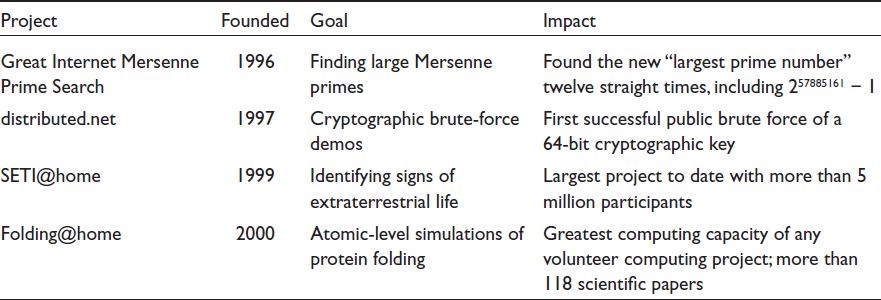 Project Founded Goal Impact
Great Internet Mersenne 1996 Finding large Mersenne Found the new “largest prime number”
Prime Search primes twelve straight times, including 2^57885161 − 1
distributed.net 1997 Cryptographic brute-force First successful public brute force of a
demos 64-bit cryptographic key
SETI@home 1999 Identifying signs of Largest project to date with more than 5
extraterrestrial life million participants
Folding@home 2000 Atomic-level simulations of Greatest computing capacity of any
protein folding volunteer computing project; more than
118 scientific papers